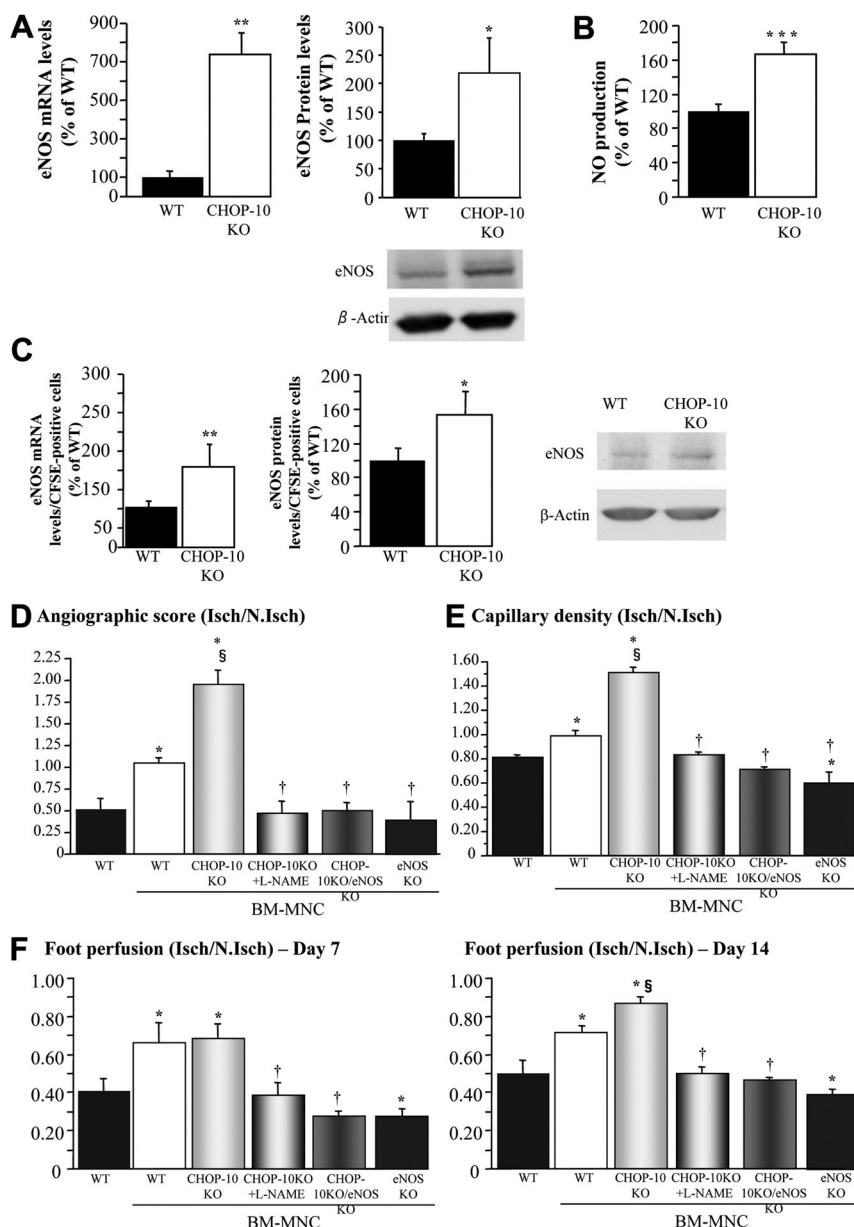 A
eNOS mRNA levels
(% of WT)
900
700
500
300
100
**
WT
CHOP-10
KO
eNOS Protein levels
(% of WT)
300
250
200
150
100
50
0
*
WT
CHOP-10
KO
eNOS
β -Actin
B
NO production
(% of WT)
200
160
120
80
40
0
***
WT
CHOP-10
KO
C
eNOS mRNA
levels/CFSE-positive cells
(% of WT)
300
250
200
150
50
0
**
WT
CHOP-10
KO
eNOS protein
levels/CFSE-positive cells
(% of WT)
200
160
120
80
40
0
*
WT
CHOP-10
KO
WT
CHOP-10
KO
eNOS
β-Actin
D Angiographic score (Isch/N.Isch)
2.25
2.00
1.50
1.00
0.50
0.25
0.00
*
*
§
†
†
†
WT
WT
CHOP-10
KO
CHOP-10KO
+L-NAME
CHOP-
10KO/eNOS
KO
eNOS
KO
BM-MNC
E Capillary density (Isch/N.Isch)
1.60
1.40
1.20
1.00
0.80
0.60
0.40
0.20
0.00
*
*
§
†
†
†
*
WT
WT
CHOP-10
KO
CHOP-10KO
+L-NAME
CHOP-
10KO/eNOS
KO
eNOS
KO
BM-MNC
F Foot perfusion (Isch/N.Isch) – Day 7
1.00
0.80
0.60
0.40
0.20
0.00
*
*
†
†
*
WT
WT
CHOP-10
KO
CHOP-10KO
+L-NAME
CHOP-
10KO/eNOS
KO
eNOS
KO
BM-MNC
Foot perfusion (Isch/N.Isch) – Day 14
1.00
0.80
0.60
0.40
0.20
0.00
*
* §
†
†
*
WT
WT
CHOP-10
KO
CHOP-10KO
+L-NAME
CHOP-
10KO/eNOS
KO
eNOS
KO
BM-MNC